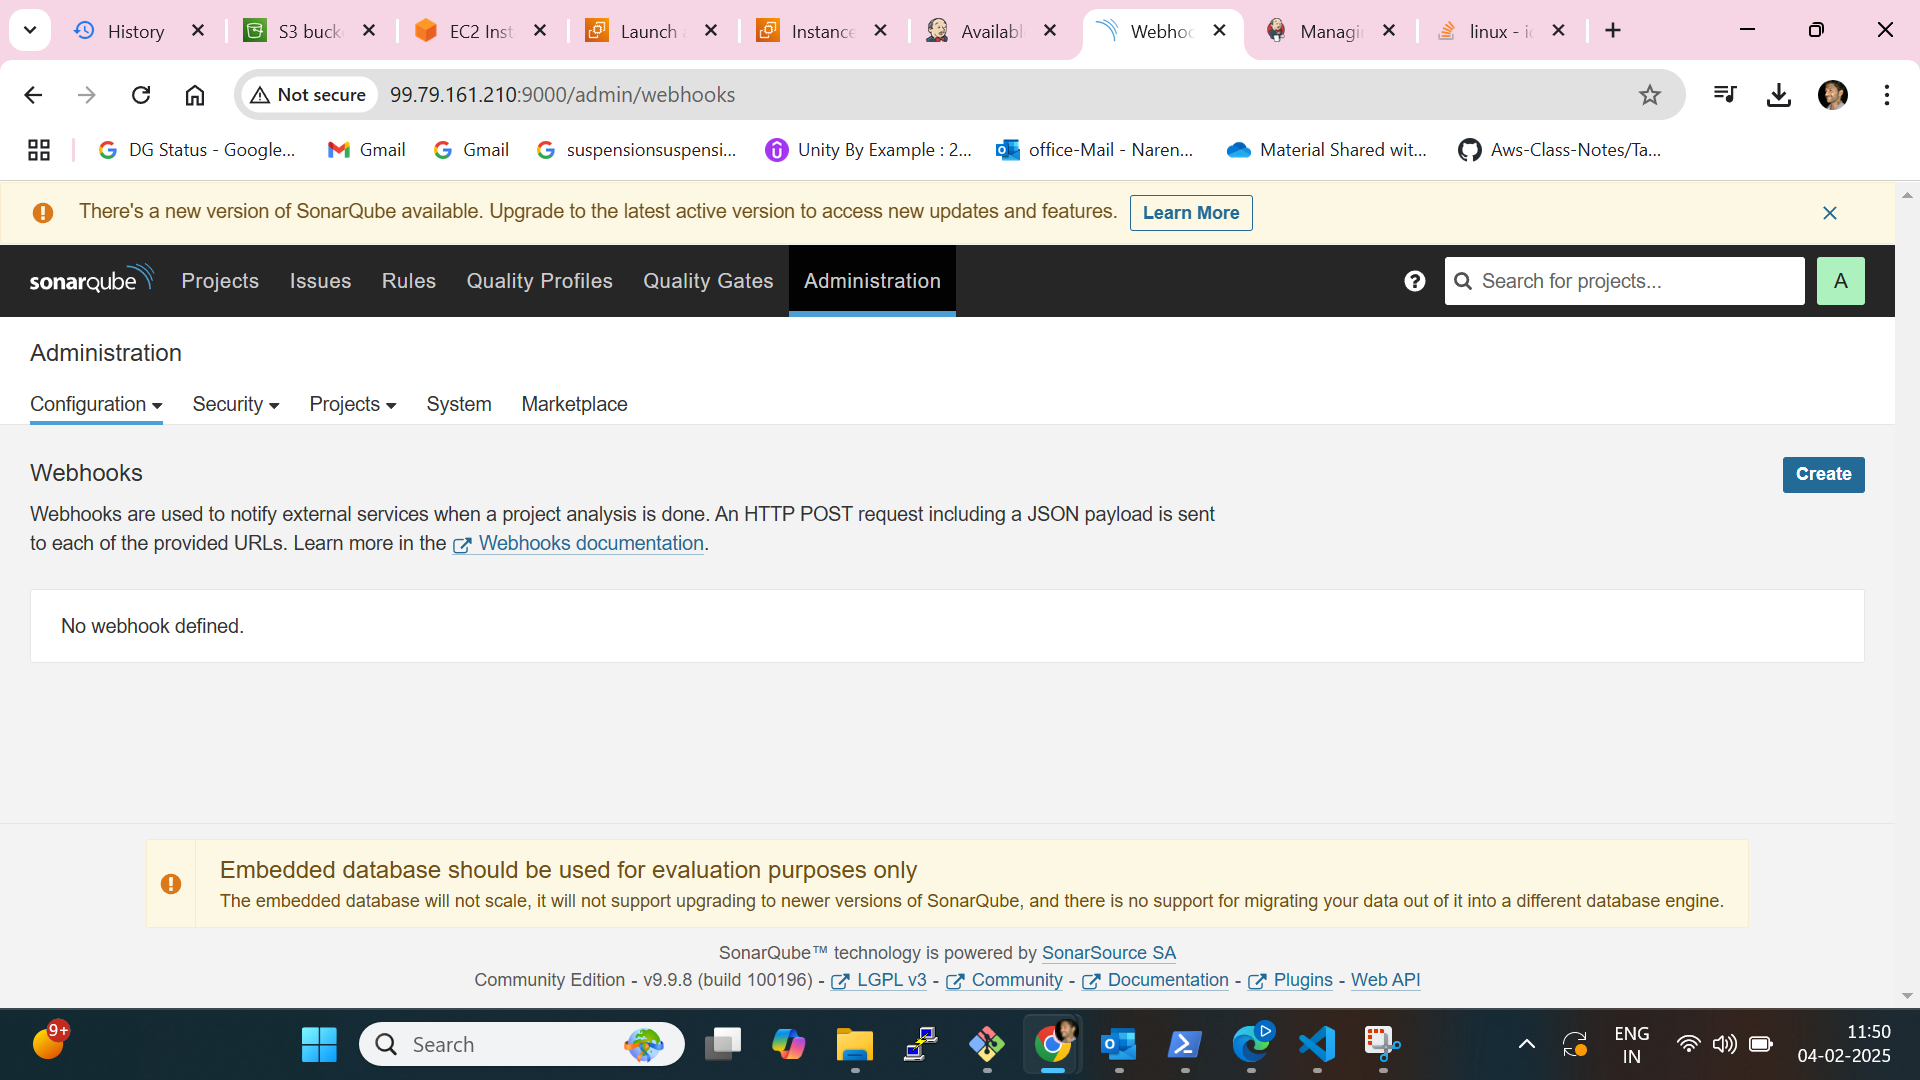 History
S3 buck
EC2 Inst
Launch
Instance
Availabl
Webhoo
Managi
linux - i
Not secure
99.79.161.210:9000/admin/webhooks
DG Status - Google...
Gmail
Gmail
suspensionsuspensi...
Unity By Example : 2...
office-Mail - Naren...
Material Shared wit...
Aws-Class-Notes/Ta...
There's a new version of SonarQube available. Upgrade to the latest active version to access new updates and features.
Learn More
sonarqube
Projects
Issues
Rules
Quality Profiles
Quality Gates
Administration
?
Search for projects...
A
Administration
Configuration
Security
Projects
System
Marketplace
Webhooks
Create
Webhooks are used to notify external services when a project analysis is done. An HTTP POST request including a JSON payload is sent
to each of the provided URLs. Learn more in the Webhooks documentation.
No webhook defined.
Embedded database should be used for evaluation purposes only
The embedded database will not scale, it will not support upgrading to newer versions of SonarQube, and there is no support for migrating your data out of it into a different database engine.
SonarQube™ technology is powered by SonarSource SA
Community Edition - v9.9.8 (build 100196) - LGPL v3 - Community - Documentation - Plugins - Web API
9+
Search
ENG
IN
11:50
04-02-2025